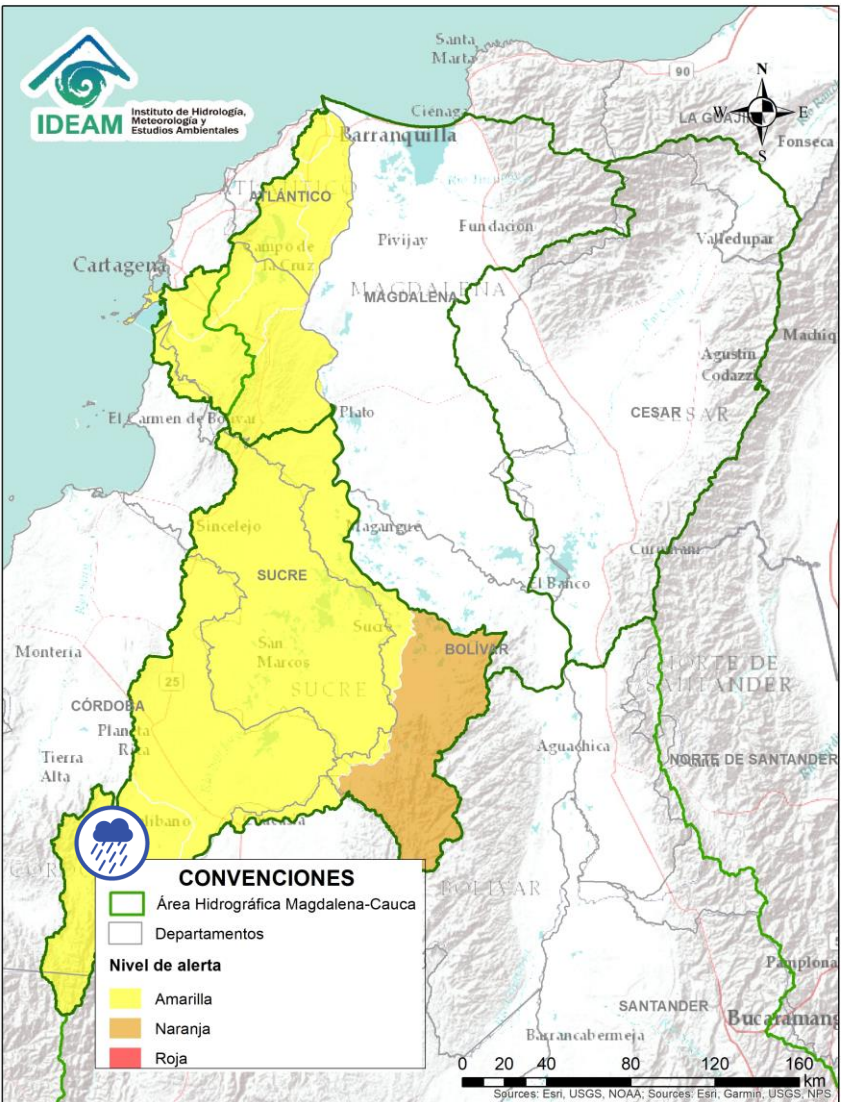 IDEAM
Instituto de Hidrología,
Meteorología y
Estudios Ambientales
Santa
Marta
90
N
W E
S
LA GUAJIRA
Fonseca
Ciénaga
Barranquilla
ATLÁNTICO
ATLÁNTICO
Fundación
Pivijay
Valledupar
Campo de
la Cruz
Cartagena
MAGDALENA
MAGDALENA
Agustín
Codazzi
CESAR
CESAR
El Carmen de Bolívar
Plato
Sincelejo
Magangue
Curumaní
SUCRE
El Banco
Sucre
San
Marcos
BOLÍVAR
Montería
25
SUCRE
NORTE DE
SANTANDER
CÓRDOBA
Planeta
Rica
Aguachica
NORTE DE SANTANDER
Tierra
Alta
BOLÍVAR
Pamplona
SANTANDER
Bucaramang
Barrancabermeja
CONVENCIONES
Área Hidrográfica Magdalena-Cauca
Departamentos
Nivel de alerta
Amarilla
Naranja
Roja
0 20 40 80 120 160
km
Sources: Esri, USGS, NOAA; Sources: Esri, Garmin, USGS, NPS